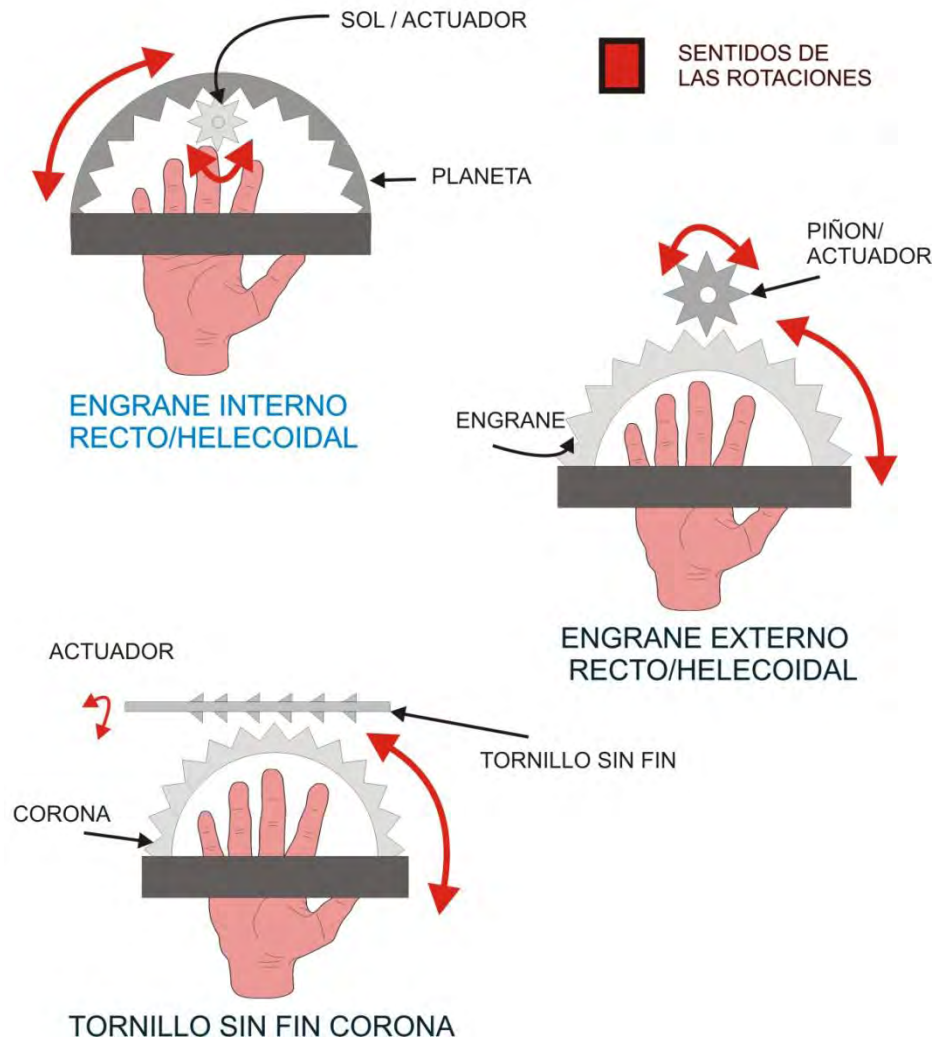 SOL / ACTUADOR
SENTIDOS DE
LAS ROTACIONES
PLANETA
PIÑON/
ACTUADOR
ENGRANE INTERNO
RECTO/HELECOIDAL
ENGRANE
ENGRANE EXTERNO
RECTO/HELECOIDAL
ACTUADOR
TORNILLO SIN FIN
CORONA
TORNILLO SIN FIN CORONA